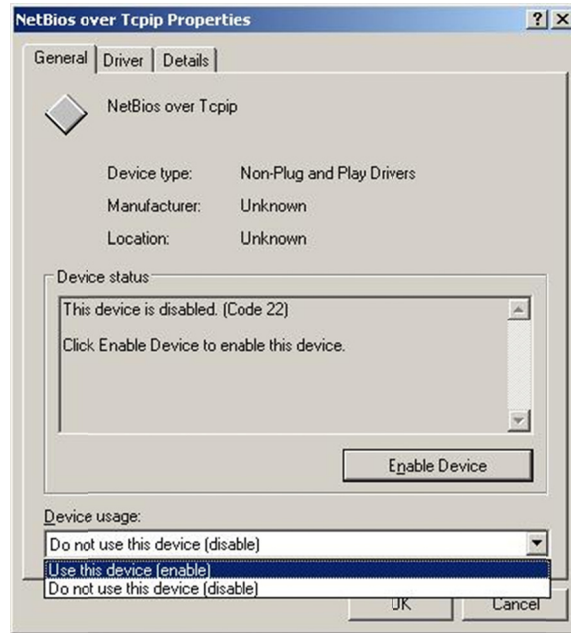 NetBios over Tcpip Properties
General Driver Details
NetBios over Tcpip
Device type: Non-Plug and Play Drivers
Manufacturer: Unknown
Location: Unknown
Device status
This device is disabled. (Code 22)
Click Enable Device to enable this device.
Enable Device
Device usage:
Do not use this device (disable)
Use this device (enable)
Do not use this device (disable)
OK Cancel